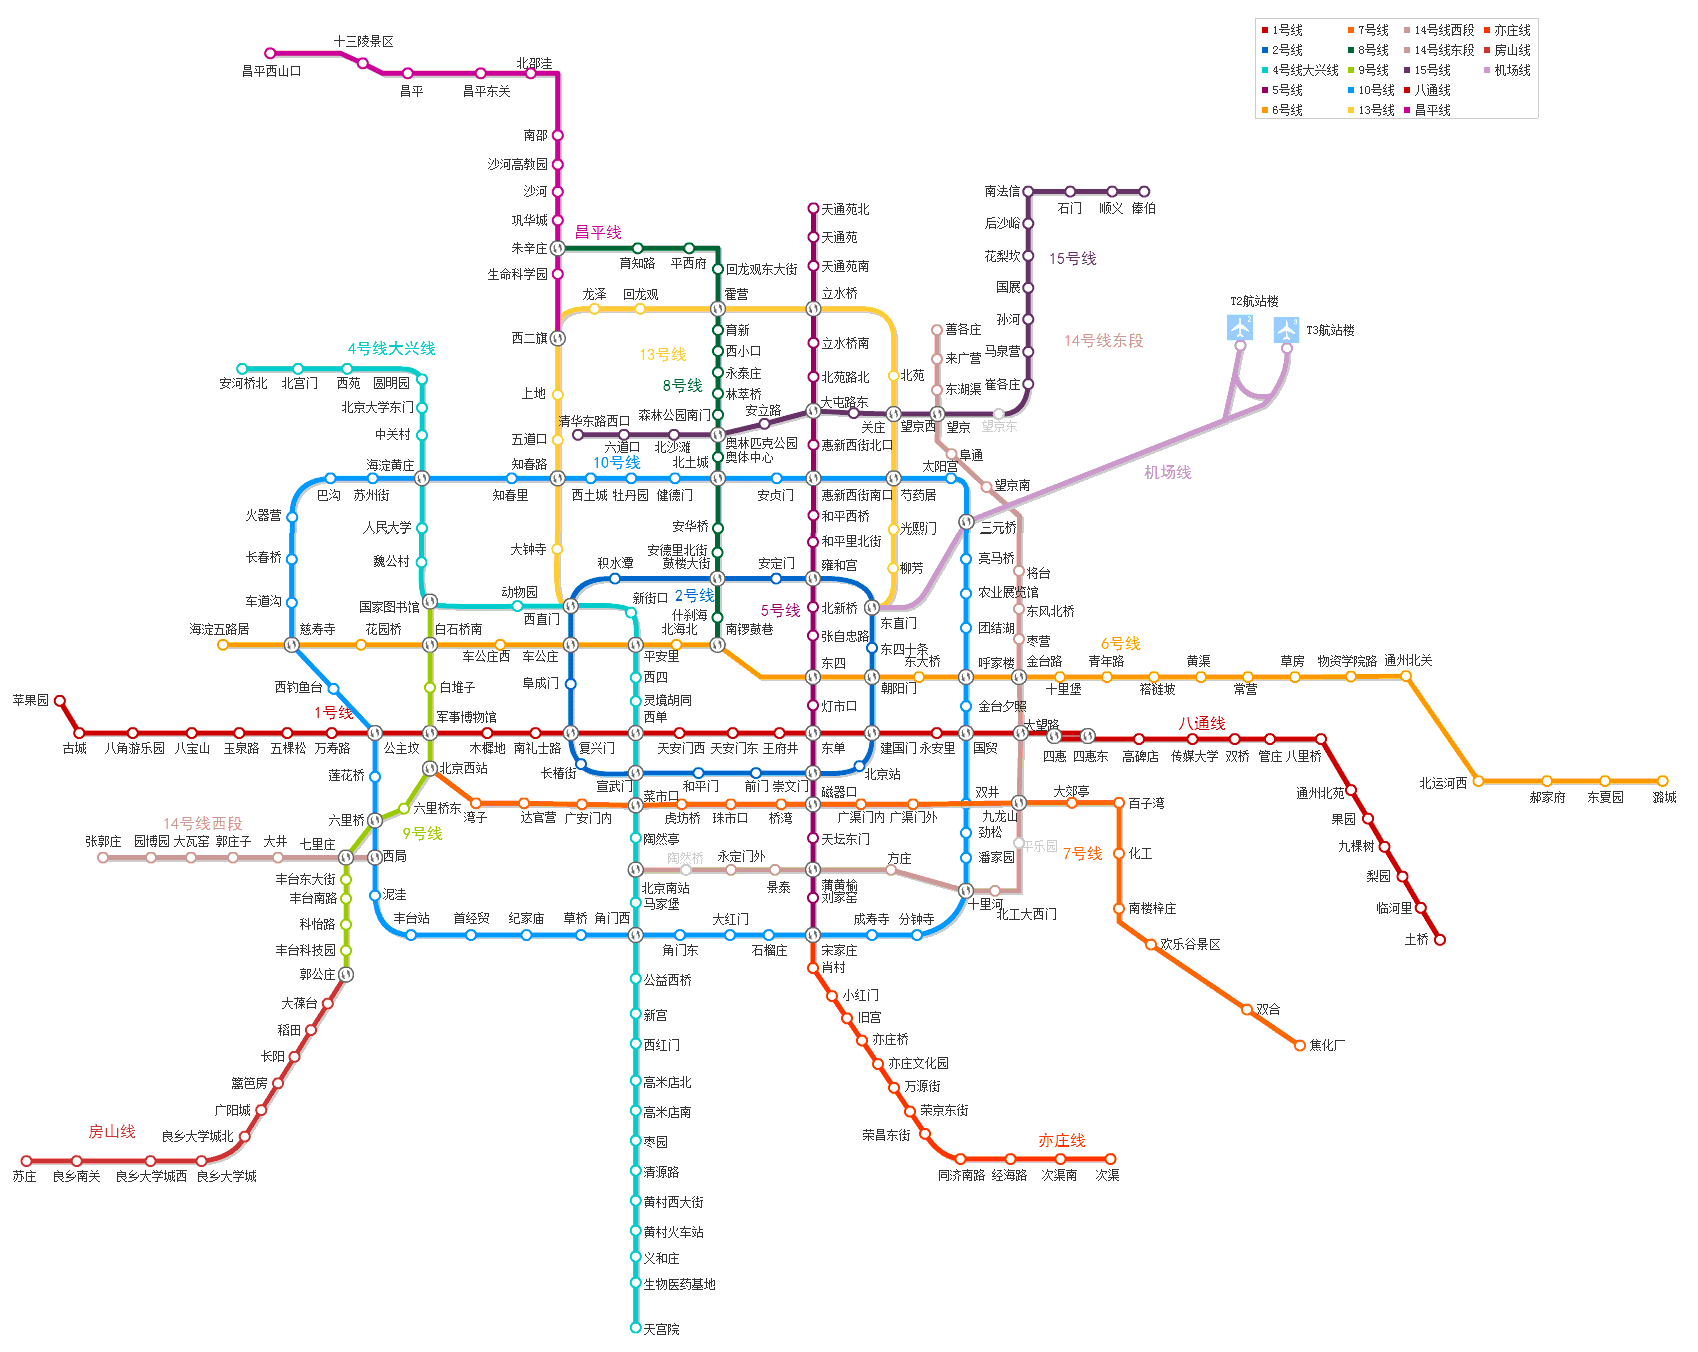 1号线
7号线
14号线西段
亦庄线
2号线
8号线
14号线东段
房山线
4号线大兴线
9号线
15号线
机场线
5号线
10号线
八通线
6号线
13号线
昌平线
十三陵景区
昌平西山口
昌平
昌平东关
北邵洼
南邵
沙河高教园
沙河
巩华城
朱辛庄
昌平线
生命科学园
育知路
平西府
回龙观东大街
天通苑北
天通苑
天通苑南
南法信
石门
顺义
俸伯
后沙峪
花梨坎
15号线
国展
孙河
马泉营
崔各庄
龙泽
回龙观
霍营
立水桥
西二旗
育新
西小口
永泰庄
林萃桥
13号线
8号线
立水桥南
北苑路北
北苑
善各庄
来广营
东湖渠
14号线东段
T2航站楼
T3航站楼
4号线大兴线
安河桥北
北宫门
西苑
圆明园
北京大学东门
中关村
上地
五道口
清华东路西口
六道口
北沙滩
森林公园南门
安立路
大屯路东
关庄
望京西
望京
望京东
奥林匹克公园
奥体中心
惠新西街北口
阜通
望京南
机场线
海淀黄庄
知春路
10号线
北土城
太阳宫
巴沟
苏州街
知春里
西土城
牡丹园
健德门
安贞门
惠新西街南口
芍药居
火器营
人民大学
长春桥
魏公村
车道沟
大钟寺
安华桥
安德里北街
鼓楼大街
和平西桥
和平里北街
光熙门
柳芳
三元桥
亮马桥
农业展览馆
团结湖
将台
东风北桥
枣营
积水潭
安定门
雍和宫
国家图书馆
动物园
西直门
新街口
2号线
什刹海
5号线
北新桥
东直门
海淀五路居
慈寿寺
花园桥
白石桥南
车公庄西
车公庄
平安里
北海北
南锣鼓巷
张自忠路
东四十条
东四
朝阳门
东大桥
呼家楼
金台路
6号线
十里堡
青年路
褡裢坡
黄渠
常营
草房
物资学院路
通州北关
北运河西
郝家府
东夏园
潞城
西钓鱼台
白堆子
阜成门
西四
灵境胡同
灯市口
金台夕照
苹果园
古城
八角游乐园
八宝山
玉泉路
五棵松
万寿路
1号线
公主坟
军事博物馆
木樨地
南礼士路
复兴门
西单
天安门西
天安门东
王府井
东单
建国门
永安里
国贸
大望路
四惠
四惠东
八通线
高碑店
传媒大学
双桥
管庄
八里桥
通州北苑
果园
九棵树
梨园
临河里
土桥
莲花桥
北京西站
长椿街
宣武门
和平门
前门
崇文门
北京站
六里桥
六里桥东
9号线
湾子
达官营
广安门内
菜市口
虎坊桥
珠市口
桥湾
磁器口
广渠门内
广渠门外
双井
九龙山
大郊亭
百子湾
7号线
化工
南楼梓庄
欢乐谷景区
双合
焦化厂
14号线西段
张郭庄
园博园
大瓦窑
郭庄子
大井
七里庄
西局
丰台东大街
丰台南路
科怡路
丰台科技园
郭公庄
泥洼
丰台站
首经贸
纪家庙
草桥
角门西
角门东
大红门
石榴庄
宋家庄
成寿寺
分钟寺
陶然亭
陶然桥
永定门外
北京南站
景泰
天坛东门
蒲黄榆
刘家窑
方庄
十里河
劲松
潘家园
平乐园
北工大西门
马家堡
大葆台
稻田
长阳
篱笆房
广阳城
良乡大学城北
良乡大学城
良乡大学城西
良乡南关
苏庄
房山线
公益西桥
新宫
西红门
高米店北
高米店南
枣园
清源路
黄村西大街
黄村火车站
义和庄
生物医药基地
天宫院
肖村
小红门
旧宫
亦庄桥
亦庄文化园
万源街
荣京东街
荣昌东街
亦庄线
同济南路
经海路
次渠南
次渠